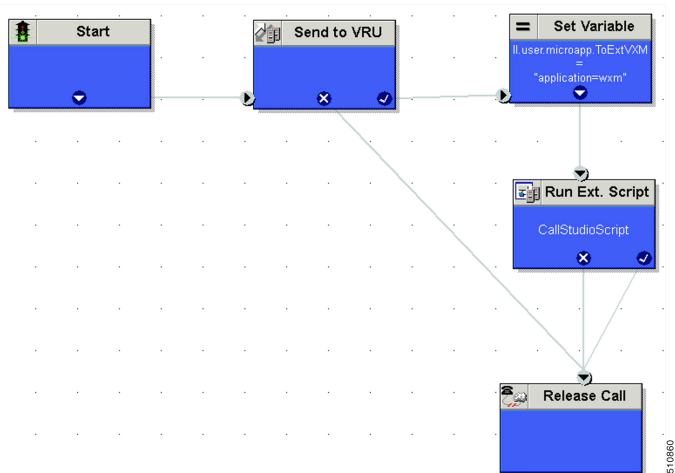 Start
Send to VRU
Set Variable
ll.user.microapp.ToExtVXM
=
"application=wxm"
Run Ext. Script
CallStudioScript
Release Call
510860